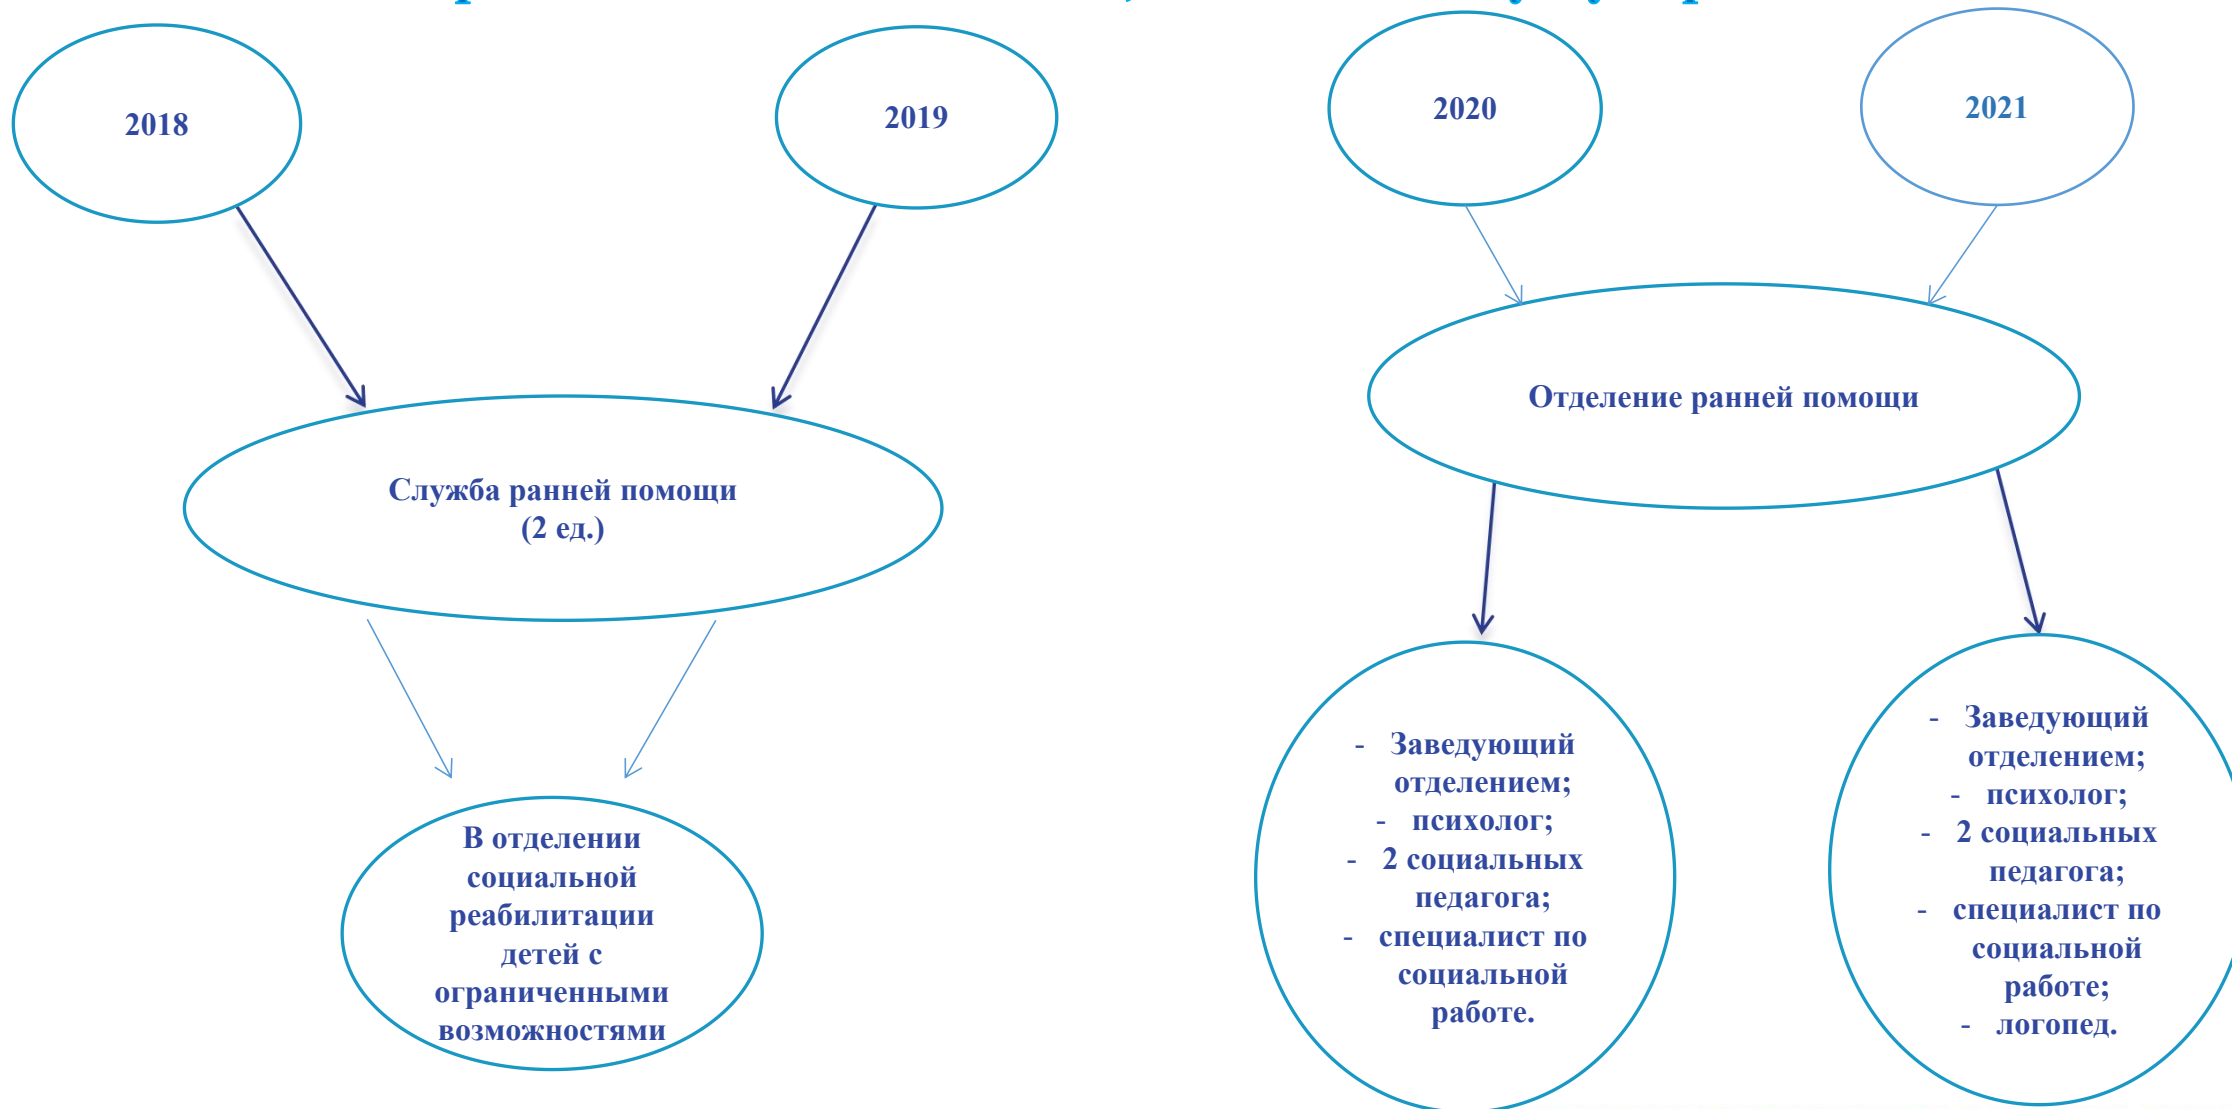 2018
2019
2020
2021
Служба ранней помощи
(2 ед.)
Отделение ранней помощи
В отделении
социальной
реабилитации
детей с
ограниченными
возможностями
- Заведующий
отделением;
- психолог;
- 2 социальных
педагога;
- специалист по
социальной
работе.
- Заведующий
отделением;
- психолог;
- 2 социальных
педагога;
- специалист по
социальной
работе;
- логопед.